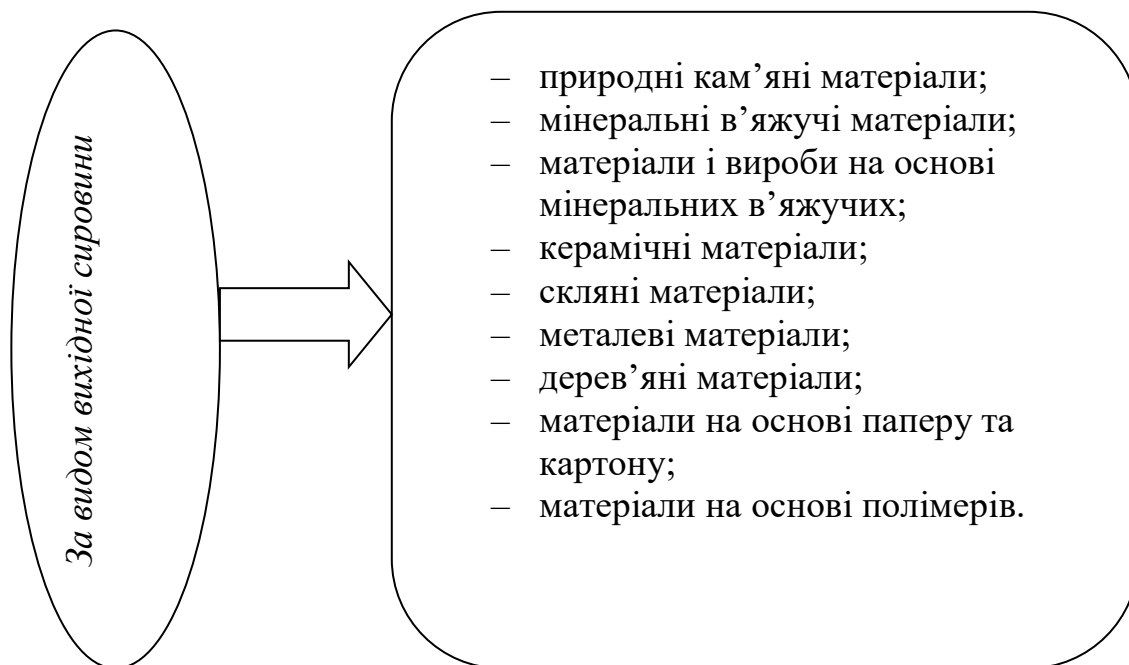 За видом вихідної сировини
– природні кам’яні матеріали;
– мінеральні в’яжучі матеріали;
– матеріали і вироби на основі
мінеральних в’яжучих;
– керамічні матеріали;
– скляні матеріали;
– металеві матеріали;
– дерев’яні матеріали;
– матеріали на основі паперу та
картону;
– матеріали на основі полімерів.